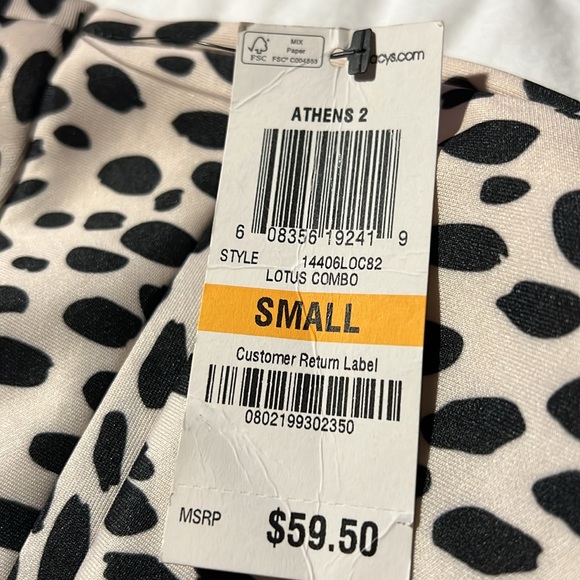 MIX
Paper
FSC
FSC® C004593
acys.com
ATHENS 2
6 08356 19241 9
STYLE 14406LOC82
LOTUS COMBO
SMALL
Customer Return Label
0802199302350
MSRP $59.50